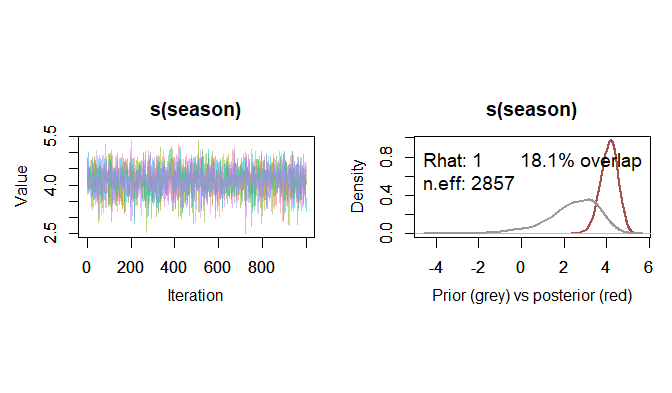 s(season)
Value
5.5
4.0
2.5
0
200
400
600
800
Iteration
s(season)
Density
0.8
0.4
0.0
Rhat: 1
18.1% overlap
n.eff: 2857
-4
-2
0
2
4
6
Prior (grey) vs posterior (red)